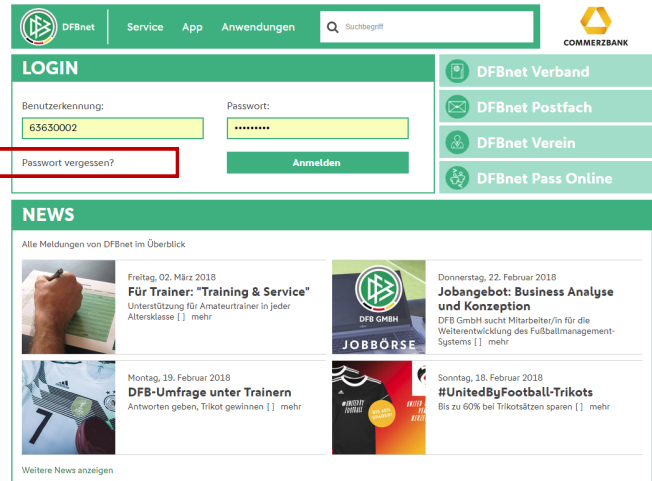 DFBnet
Service App Anwendungen
Suchbegriff
COMMERZBANK
LOGIN
Benutzerkennung:
Passwort:
63630002
•••••••••
Passwort vergessen?
Anmelden
DFBnet Verband
DFBnet Postfach
DFBnet Verein
DFBnet Pass Online
NEWS
Alle Meldungen von DFBnet im Überblick
Freitag, 02. März 2018
Für Trainer: "Training & Service"
Unterstützung für Amateurtrainer in jeder
Altersklasse [ ] mehr
DFB GMBH
JOBBÖRSE
Donnerstag, 22. Februar 2018
Jobangebot: Business Analyse
und Konzeption
DFB GmbH sucht Mitarbeiter/in für die
Weiterentwicklung des Fußballmanagement-
Systems [ ] mehr
7
Montag, 19. Februar 2018
DFB-Umfrage unter Trainern
Antworten geben, Trikot gewinnen [ ] mehr
#UNITEDBY
FOOTBALL
Sonntag, 18. Februar 2018
#UnitedByFootball-Trikots
Bis zu 60% bei Trikotsätzen sparen [ ] mehr
Weitere News anzeigen